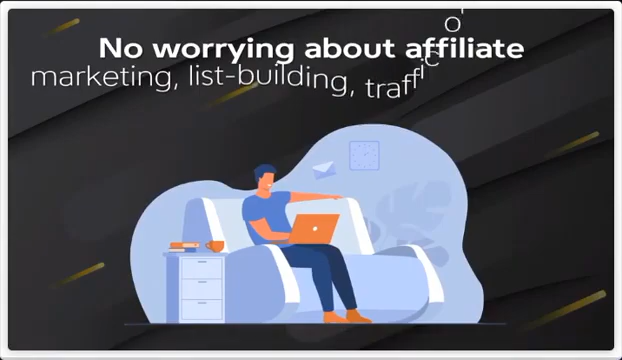 No worrying about affiliate
marketing, list-building, traffic
o